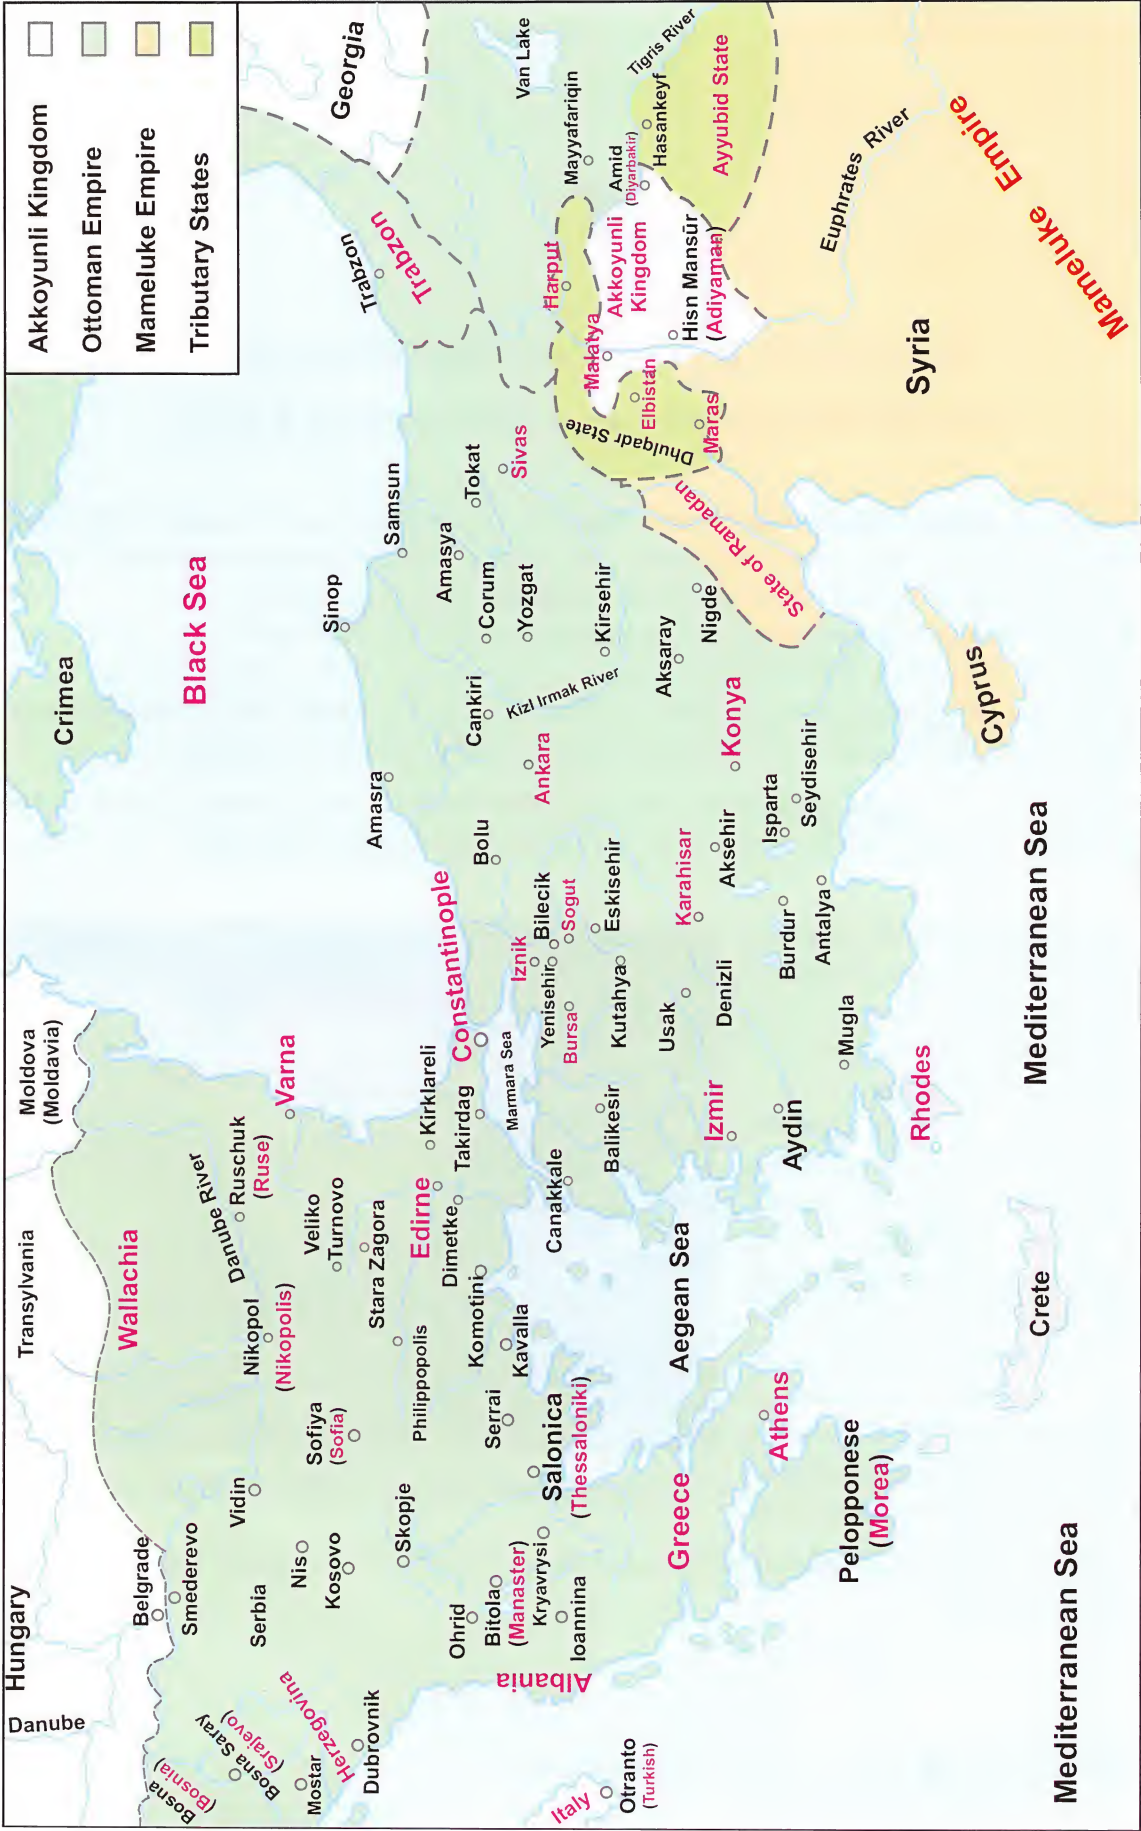 Akkoyunli Kingdom
Ottoman Empire
Mameluke Empire
Tributary States
Hungary
Danube
Transylvania
Moldova
(Moldavia)
Crimea
Georgia
Black Sea
Belgrade
Smederevo
Wallachia
Bosna
(Bosnia)
Bosna Saray
(Srajevo)
Mostar
Herzegovina
Dubrovnik
Serbia
Vidin
Nis
Kosovo
Skopje
Sofiya
(Sofia)
Nikopol
(Nikopolis)
Danube River
Ruschuk
(Ruse)
Varna
Veliko
Turnovo
Stara Zagora
Philippopolis
Edirne
Dimetke
Kirklareli
Takirdag
Constantinople
Komotini
Kavalla
Serrai
Salonica
(Thessaloniki)
Ohrid
Bitola
(Manaster)
Kryavrysi
Ioannina
Albania
Italy
Otranto
(Turkish)
Greece
Athens
Peloponnese
(Morea)
Aegean Sea
Crete
Rhodes
Mediterranean Sea
Mediterranean Sea
Marmara Sea
Canakkale
Balikesir
Izmir
Aydin
Mugla
Denizli
Usak
Kutahya
Bursa
Yenisehir
Iznik
Bilecik
Sogut
Eskisehir
Karahisar
Aksehir
Burdur
Antalya
Isparta
Seydisehir
Konya
Bolu
Amasra
Ankara
Cankiri
Kizl Irmak River
Sinop
Samsun
Amasya
Corum
Yozgat
Kirsehir
Aksaray
Nigde
Tokat
Sivas
Trabzon
Trabzon
State of Ramadan
Dhulgadr State
Elbistan
Maras
Malatya
Harput
Akkoyunli
Kingdom
Hisn Mansūr
(Adiyaman)
Mayyafariqin
Amid
(Diyarbakir)
Hasankeyf
Tigris River
Van Lake
Ayyubid State
Euphrates River
Syria
Cyprus
Mameluke Empire